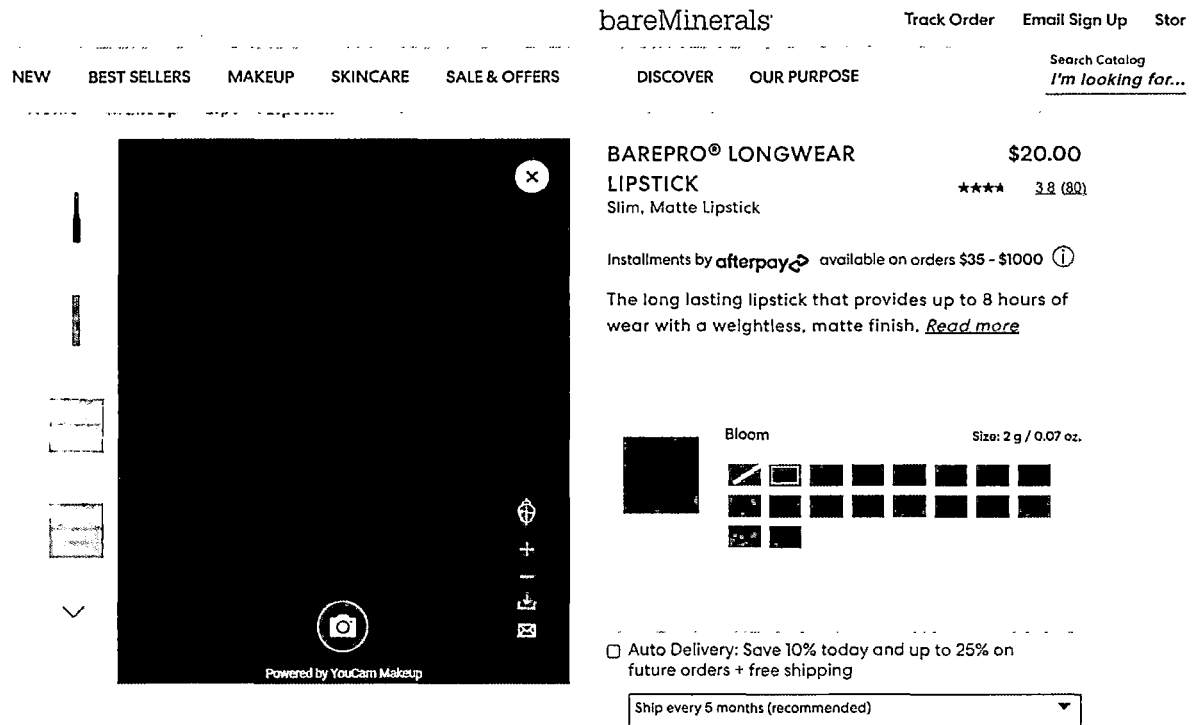 bareMinerals
Track Order Email Sign Up Stor
NEW BEST SELLERS MAKEUP SKINCARE SALE & OFFERS DISCOVER OUR PURPOSE
Search Catalog
I'm looking for...
BAREPRO® LONGWEAR
LIPSTICK
$20.00
3.8 (80)
Slim, Matte Lipstick
Installments by afterpay available on orders $35 - $1000
The long lasting lipstick that provides up to 8 hours of
wear with a weightless, matte finish. Read more
Bloom
Size: 2 g / 0.07 oz.
Powered by YouCam Makeup
Auto Delivery: Save 10% today and up to 25% on
future orders + free shipping
Ship every 5 months (recommended)